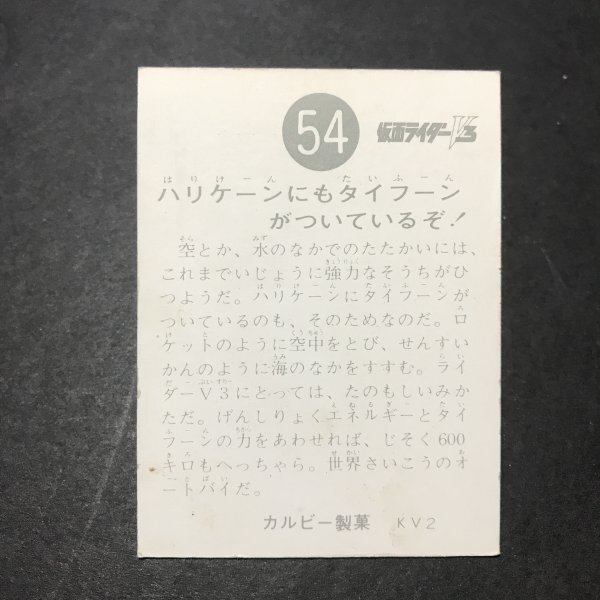 54
仮面ライダーV3
ハリケーンにもタイフーン
がついているぞ！
空とか、水のなかでのたたかいには、
これまでいじょうに強力なそうちがひ
つようだ。ハリケーンにタイフーンが
ついているのも、そのためなのだ。ロ
ケットのように空中をとび、せんすい
かんのように海のなかをすすむ。ライ
ダーV3にとっては、たのもしいみか
ただ。げんしりょくエネルギーとタイ
フーンの力をあわせれば、じそく600
キロもへっちゃら。世界さいこうのオ
ートバイだ。
カルビー製菓 KV2